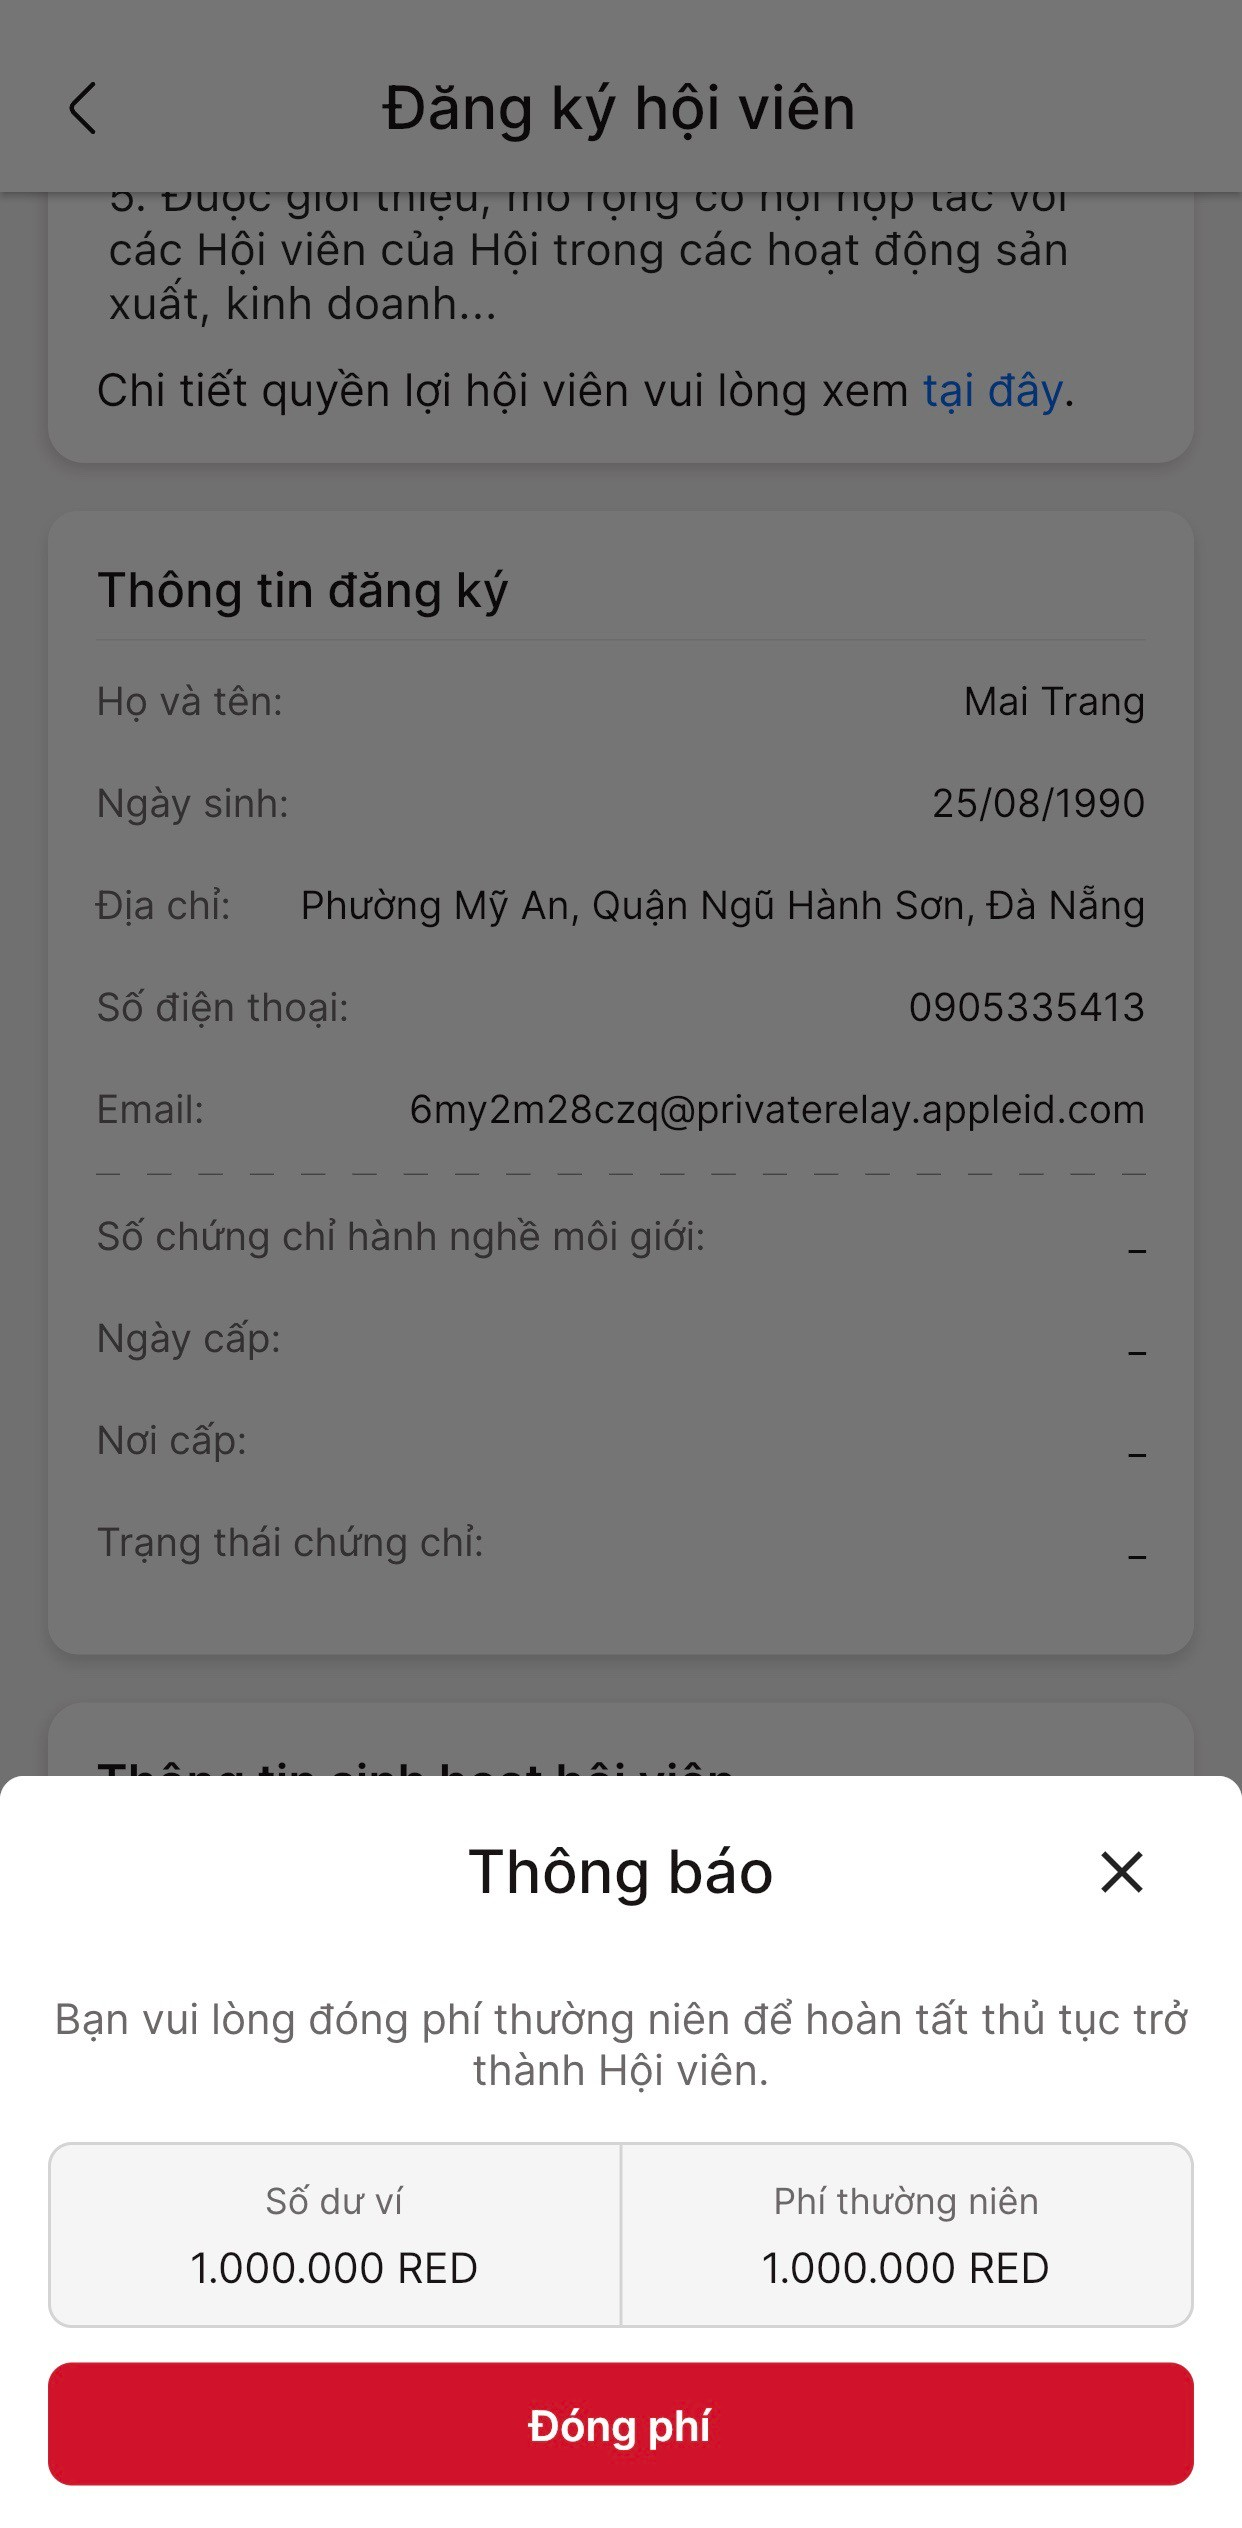 Đăng ký hội viên
5. Được giới thiệu, mở rộng cơ hội hợp tác với
các Hội viên của Hội trong các hoạt động sản
xuất, kinh doanh...
Chi tiết quyền lợi hội viên vui lòng xem tại đây.
Thông tin đăng ký
Họ và tên: Mai Trang
Ngày sinh: 25/08/1990
Địa chỉ: Phường Mỹ An, Quận Ngũ Hành Sơn, Đà Nẵng
Số điện thoại: 0905335413
Email: 6my2m28czq@privaterelay.appleid.com
Số chứng chỉ hành nghề môi giới: _
Ngày cấp: _
Nơi cấp: _
Trạng thái chứng chỉ: _
Thông tin sinh hoạt hội viên
Thông báo
Bạn vui lòng đóng phí thường niên để hoàn tất thủ tục trở
thành Hội viên.
Số dư ví
1.000.000 RED
Phí thường niên
1.000.000 RED
Đóng phí